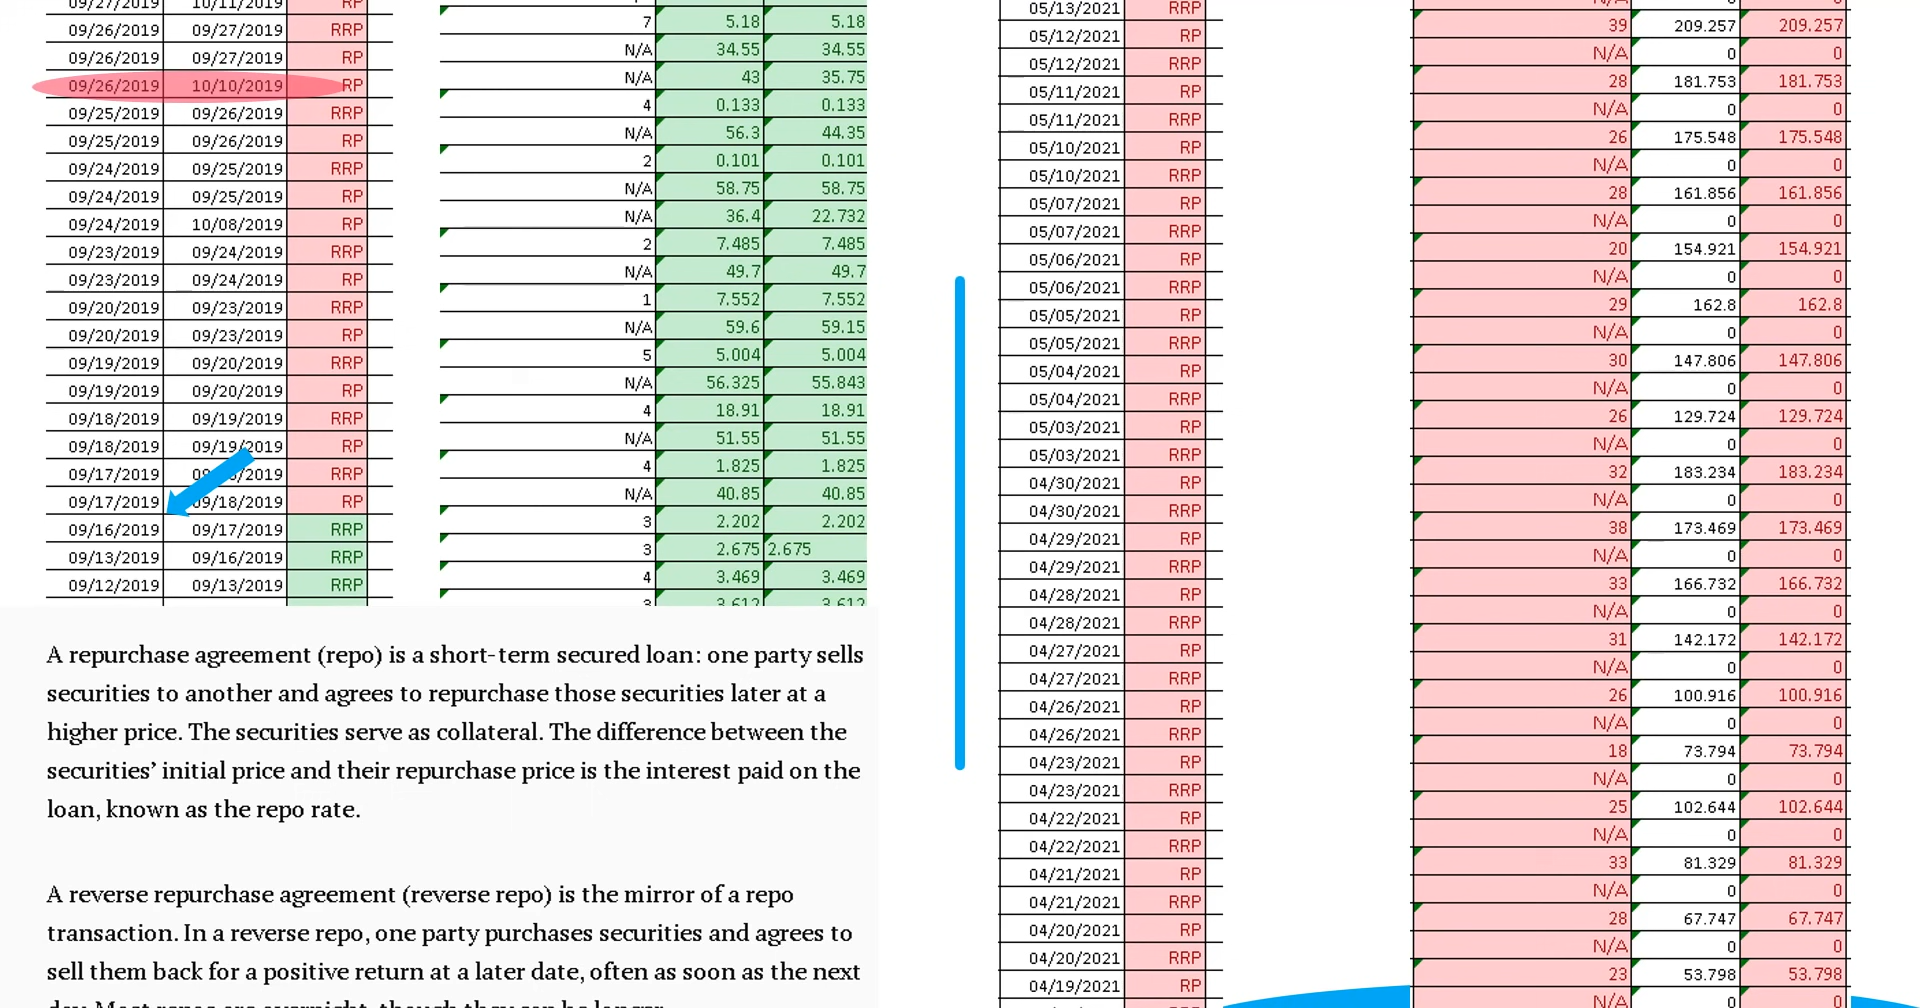 09/27/2019 10/11/2019 RP
09/26/2019 09/27/2019 RRP
09/26/2019 09/27/2019 RP
09/26/2019 10/10/2019 RP
09/25/2019 09/26/2019 RRP
09/25/2019 09/26/2019 RP
09/24/2019 09/25/2019 RRP
09/24/2019 09/25/2019 RP
09/24/2019 10/08/2019 RP
09/23/2019 09/24/2019 RRP
09/23/2019 09/24/2019 RP
09/20/2019 09/23/2019 RRP
09/20/2019 09/23/2019 RP
09/19/2019 09/20/2019 RRP
09/19/2019 09/20/2019 RP
09/18/2019 09/19/2019 RRP
09/18/2019 09/19/2019 RP
09/17/2019 RRP
09/17/2019 09/18/2019 RP
09/16/2019 09/17/2019 RRP
09/13/2019 09/16/2019 RRP
09/12/2019 09/13/2019 RRP
7 5.18 5.18
N/A 34.55 34.55
N/A 43 35.75
4 0.133 0.133
N/A 56.3 44.35
2 0.101 0.101
N/A 58.75 58.75
N/A 36.4 22.732
2 7.485 7.485
N/A 49.7 49.7
1 7.552 7.552
N/A 59.6 59.15
5 5.004 5.004
N/A 56.325 55.843
4 18.91 18.91
N/A 51.55 51.55
4 1.825 1.825
N/A 40.85 40.85
3 2.202 2.202
3 2.675 2.675
4 3.469 3.469
3 3.612 3.612
A repurchase agreement (repo) is a short-term secured loan: one party sells
securities to another and agrees to repurchase those securities later at a
higher price. The securities serve as collateral. The difference between the
securities’ initial price and their repurchase price is the interest paid on the
loan, known as the repo rate.
A reverse repurchase agreement (reverse repo) is the mirror of a repo
transaction. In a reverse repo, one party purchases securities and agrees to
sell them back for a positive return at a later date, often as soon as the next
day. Most repos are overnight, though they can be longer.
05/13/2021 RRP
05/12/2021 RP
05/12/2021 RRP
05/11/2021 RP
05/11/2021 RRP
05/10/2021 RP
05/10/2021 RRP
05/07/2021 RP
05/07/2021 RRP
05/06/2021 RP
05/06/2021 RRP
05/05/2021 RP
05/05/2021 RRP
05/04/2021 RP
05/04/2021 RRP
05/03/2021 RP
05/03/2021 RRP
04/30/2021 RP
04/30/2021 RRP
04/29/2021 RP
04/29/2021 RRP
04/28/2021 RP
04/28/2021 RRP
04/27/2021 RP
04/27/2021 RRP
04/26/2021 RP
04/26/2021 RRP
04/23/2021 RP
04/23/2021 RRP
04/22/2021 RP
04/22/2021 RRP
04/21/2021 RP
04/21/2021 RRP
04/20/2021 RP
04/20/2021 RRP
04/19/2021 RP
RRP
N/A 0 0
39 209.257 209.257
N/A 0 0
28 181.753 181.753
N/A 0 0
26 175.548 175.548
N/A 0 0
28 161.856 161.856
N/A 0 0
20 154.921 154.921
N/A 0 0
29 162.8 162.8
N/A 0 0
30 147.806 147.806
N/A 0 0
26 129.724 129.724
N/A 0 0
32 183.234 183.234
N/A 0 0
38 173.469 173.469
N/A 0 0
33 166.732 166.732
N/A 0 0
31 142.172 142.172
N/A 0 0
26 100.916 100.916
N/A 0 0
18 73.794 73.794
N/A 0 0
25 102.644 102.644
N/A 0 0
33 81.329 81.329
N/A 0 0
28 67.747 67.747
N/A 0 0
23 53.798 53.798
N/A 0 0